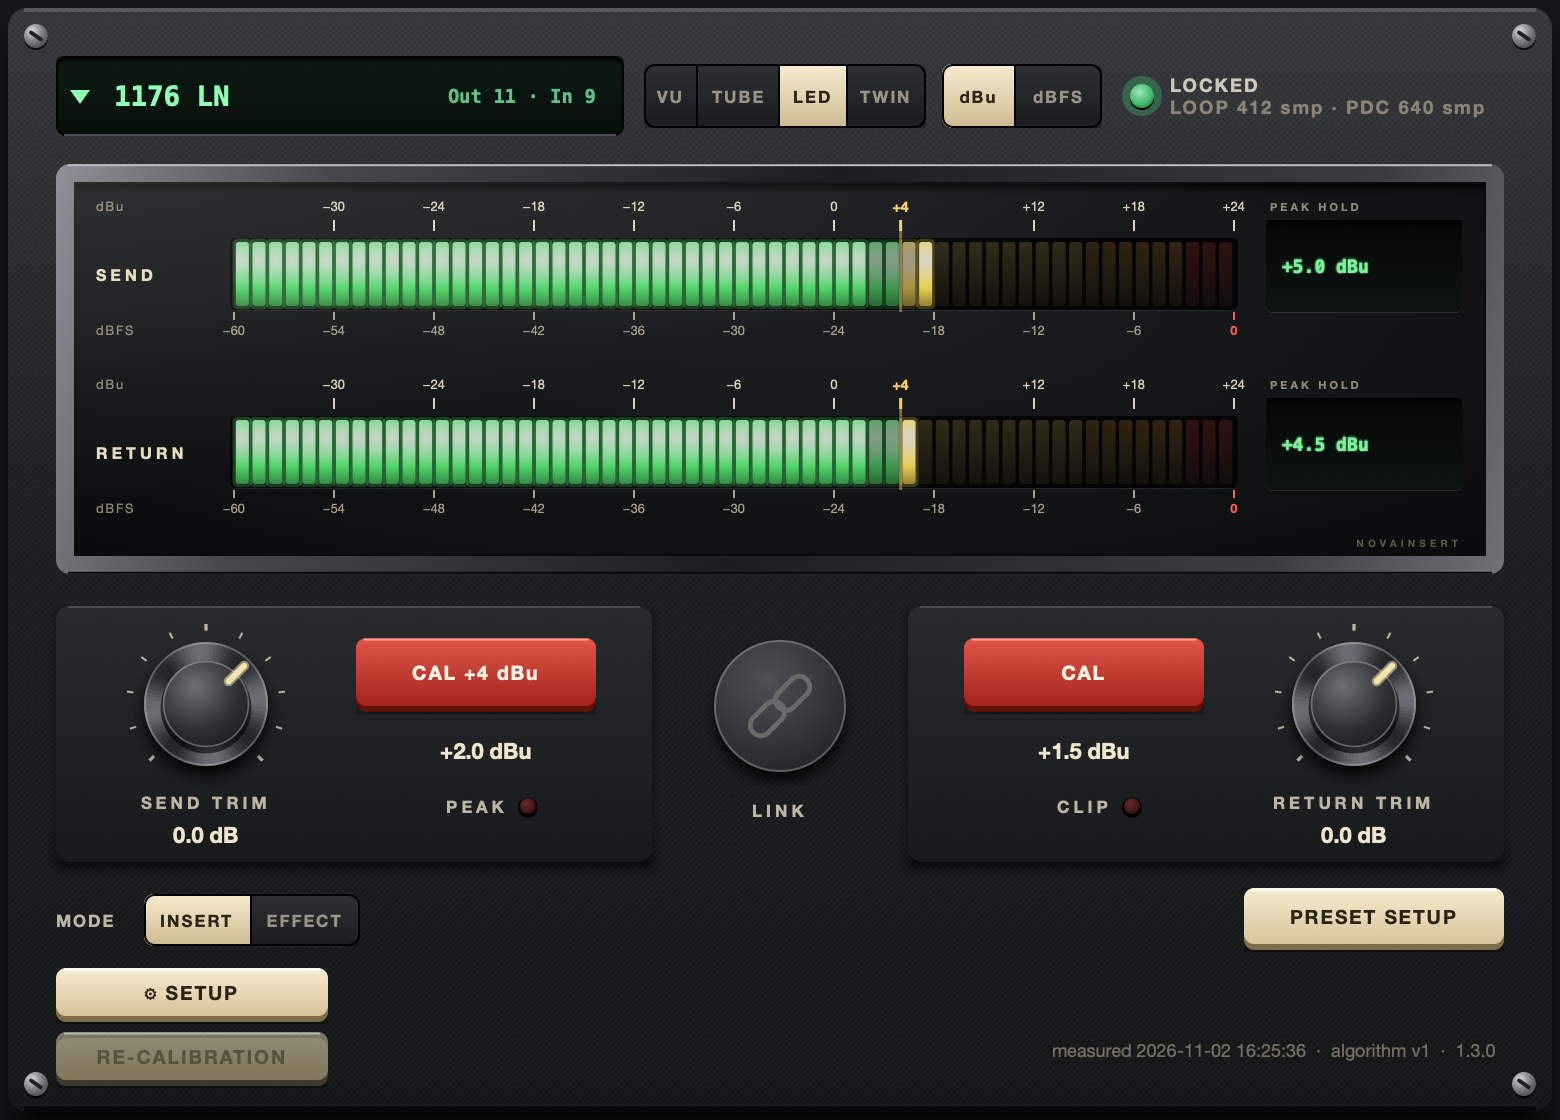 1176 LN
Out 11 · In 9
VU TUBE LED TWIN
dBu dBFS
LOCKED
LOOP 412 smp · PDC 640 smp
dBu −30 −24 −18 −12 −6 0 +4 +12 +18 +24
PEAK HOLD
SEND
+5.0 dBu
dBFS −60 −54 −48 −42 −36 −30 −24 −18 −12 −6 0
dBu −30 −24 −18 −12 −6 0 +4 +12 +18 +24
PEAK HOLD
RETURN
+4.5 dBu
dBFS −60 −54 −48 −42 −36 −30 −24 −18 −12 −6 0
NOVAINSERT
CAL +4 dBu
+2.0 dBu
PEAK
SEND TRIM
0.0 dB
LINK
CAL
+1.5 dBu
CLIP
RETURN TRIM
0.0 dB
MODE INSERT EFFECT
PRESET SETUP
⚙ SETUP
RE-CALIBRATION
measured 2026-11-02 16:25:36 · algorithm v1 · 1.3.0